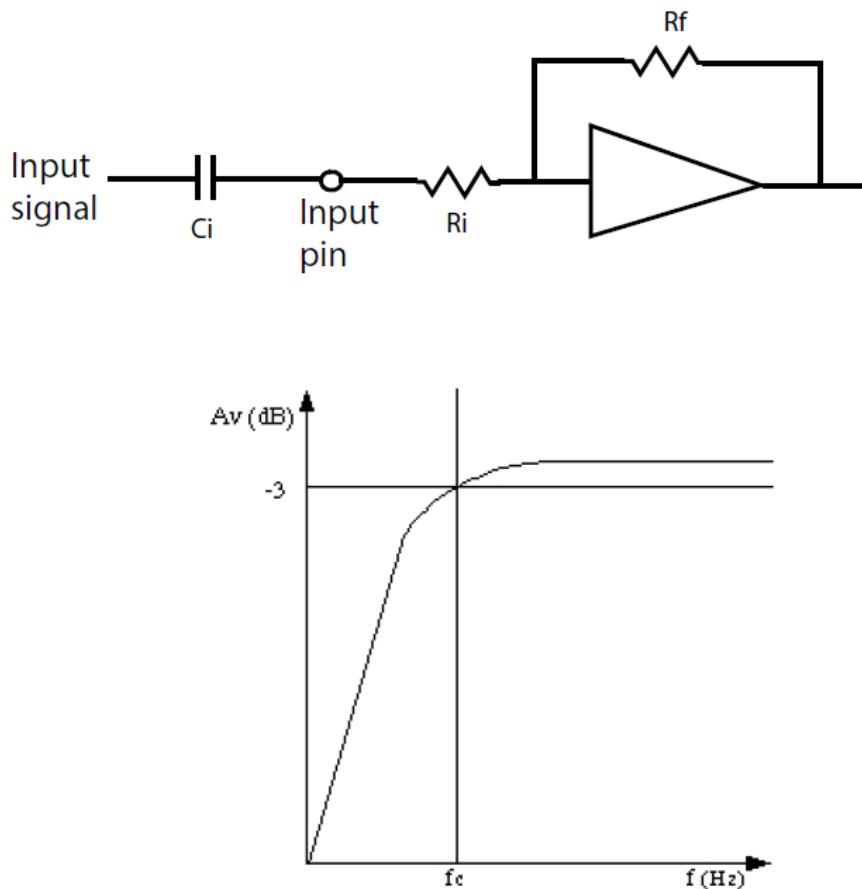 Rf
Input
signal
Ci
Input
pin
Ri
Av (dB)
-3
fc
f (Hz)